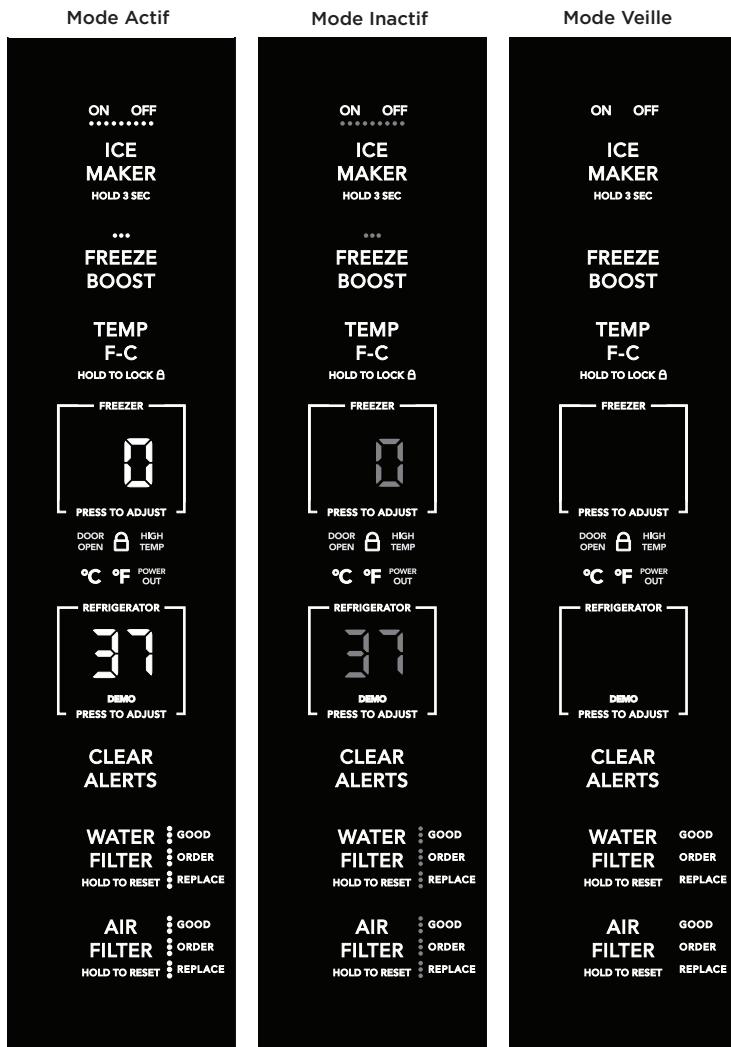 Mode Actif
ON OFF
ICE
MAKER
HOLD 3 SEC
FREEZE
BOOST
TEMP
F-C
HOLD TO LOCK
FREEZER
0
PRESS TO ADJUST
DOOR OPEN HIGH TEMP
°C °F POWER OUT
REFRIGERATOR
37
DEMO
PRESS TO ADJUST
CLEAR
ALERTS
WATER GOOD
FILTER ORDER
HOLD TO RESET REPLACE
AIR GOOD
FILTER ORDER
HOLD TO RESET REPLACE
Mode Inactif
ON OFF
ICE
MAKER
HOLD 3 SEC
FREEZE
BOOST
TEMP
F-C
HOLD TO LOCK
FREEZER
0
PRESS TO ADJUST
DOOR OPEN HIGH TEMP
°C °F POWER OUT
REFRIGERATOR
37
PRESS TO ADJUST
CLEAR
ALERTS
WATER GOOD
FILTER ORDER
HOLD TO RESET REPLACE
AIR GOOD
FILTER ORDER
HOLD TO RESET REPLACE
Mode Veille
ON OFF
ICE
MAKER
HOLD 3 SEC
FREEZE
BOOST
TEMP
F-C
HOLD TO LOCK
FREEZER
PRESS TO ADJUST
DOOR OPEN HIGH TEMP
°C °F POWER OUT
REFRIGERATOR
DEMO
PRESS TO ADJUST
CLEAR
ALERTS
WATER GOOD
FILTER ORDER
HOLD TO RESET REPLACE
AIR GOOD
FILTER ORDER
HOLD TO RESET REPLACE